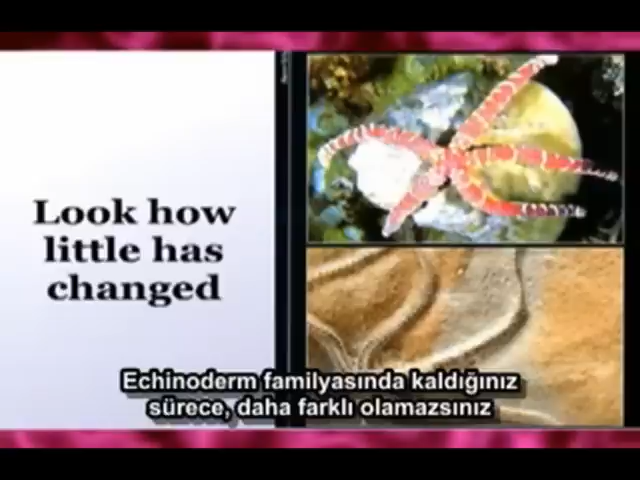 Look how
little has
changed
Echinoderm familyasında kaldığınız
sürece, daha farklı olamazsınız